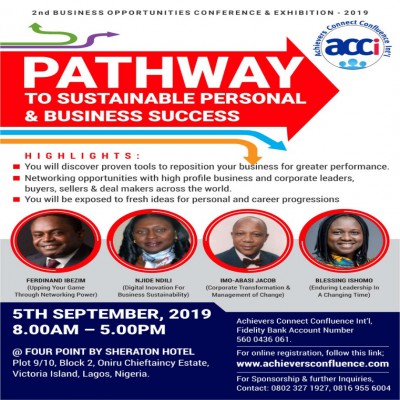 2nd BUSINESS OPPORTUNITIES CONFERENCE & EXHIBITION - 2019
Achievers Connect Confluence Int'l
acci
PATHWAY
TO SUSTAINABLE PERSONAL
& BUSINESS SUCCESS
HIGHLIGHTS:
You will discover proven tools to reposition your business for greater performance.
Networking opportunities with high profile business and corporate leaders,
buyers, sellers & deal makers across the world.
You will be exposed to fresh ideas for personal and career progressions
FERDINAND IBEZIM
(Upping Your Game
Through Networking Power)
NJIDE NDILI
(Digital Inovation For
Business Sustainability)
IMO-ABASI JACOB
(Corporate Transformation &
Management of Change)
BLESSING ISHOMO
(Enduring Leadership In
A Changing Time)
5TH SEPTEMBER, 2019
8.00AM – 5.00PM
@ FOUR POINT BY SHERATON HOTEL
Plot 9/10, Block 2, Oniru Chieftaincy Estate,
Victoria Island, Lagos, Nigeria.
Achievers Connect Confluence Int'l,
Fidelity Bank Account Number
560 0436 061.
For online registration, follow this link;
www.achieversconfluence.com
For Sponsorship & further Inquiries,
Contact: 0802 327 1927, 0816 955 6004